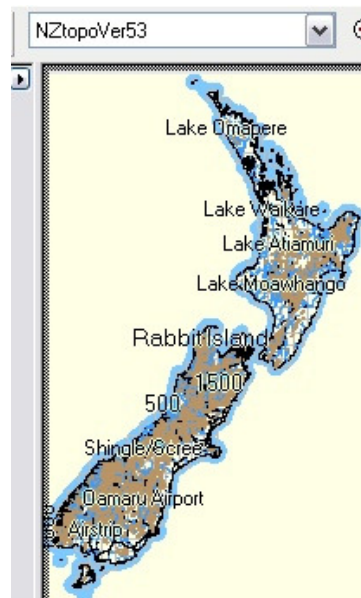 NZtopoVer53
Lake Omapere
Lake Waikare
Lake Atiamuri
Lake Moawhango
Rabbit Island
1500
500
Shingle/Scree
Oamaru Airport
Airstrip